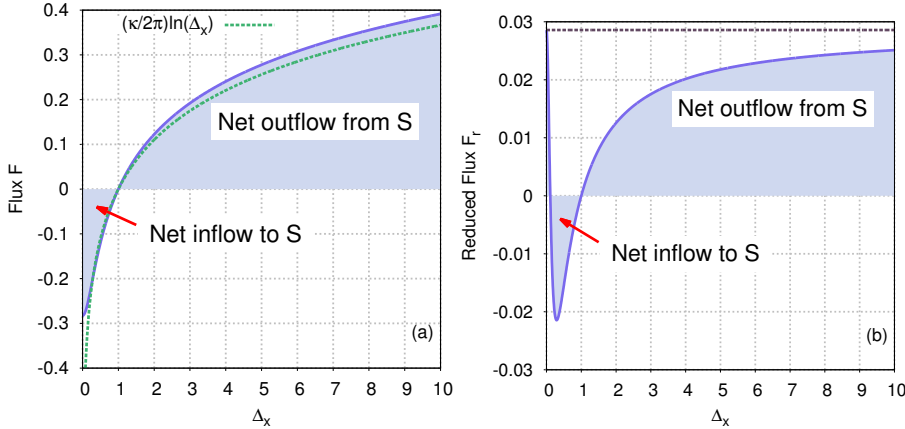 (κ/2π)ln(Δx)
0.4
0.3
0.2
0.1
0
-0.1
-0.2
-0.3
-0.4
Flux F
Net outflow from S
Net inflow to S
(a)
0 1 2 3 4 5 6 7 8 9 10
Δx
0.03
0.02
0.01
0
-0.01
-0.02
-0.03
Reduced Flux Fr
Net outflow from S
Net inflow to S
(b)
0 1 2 3 4 5 6 7 8 9 10
Δx